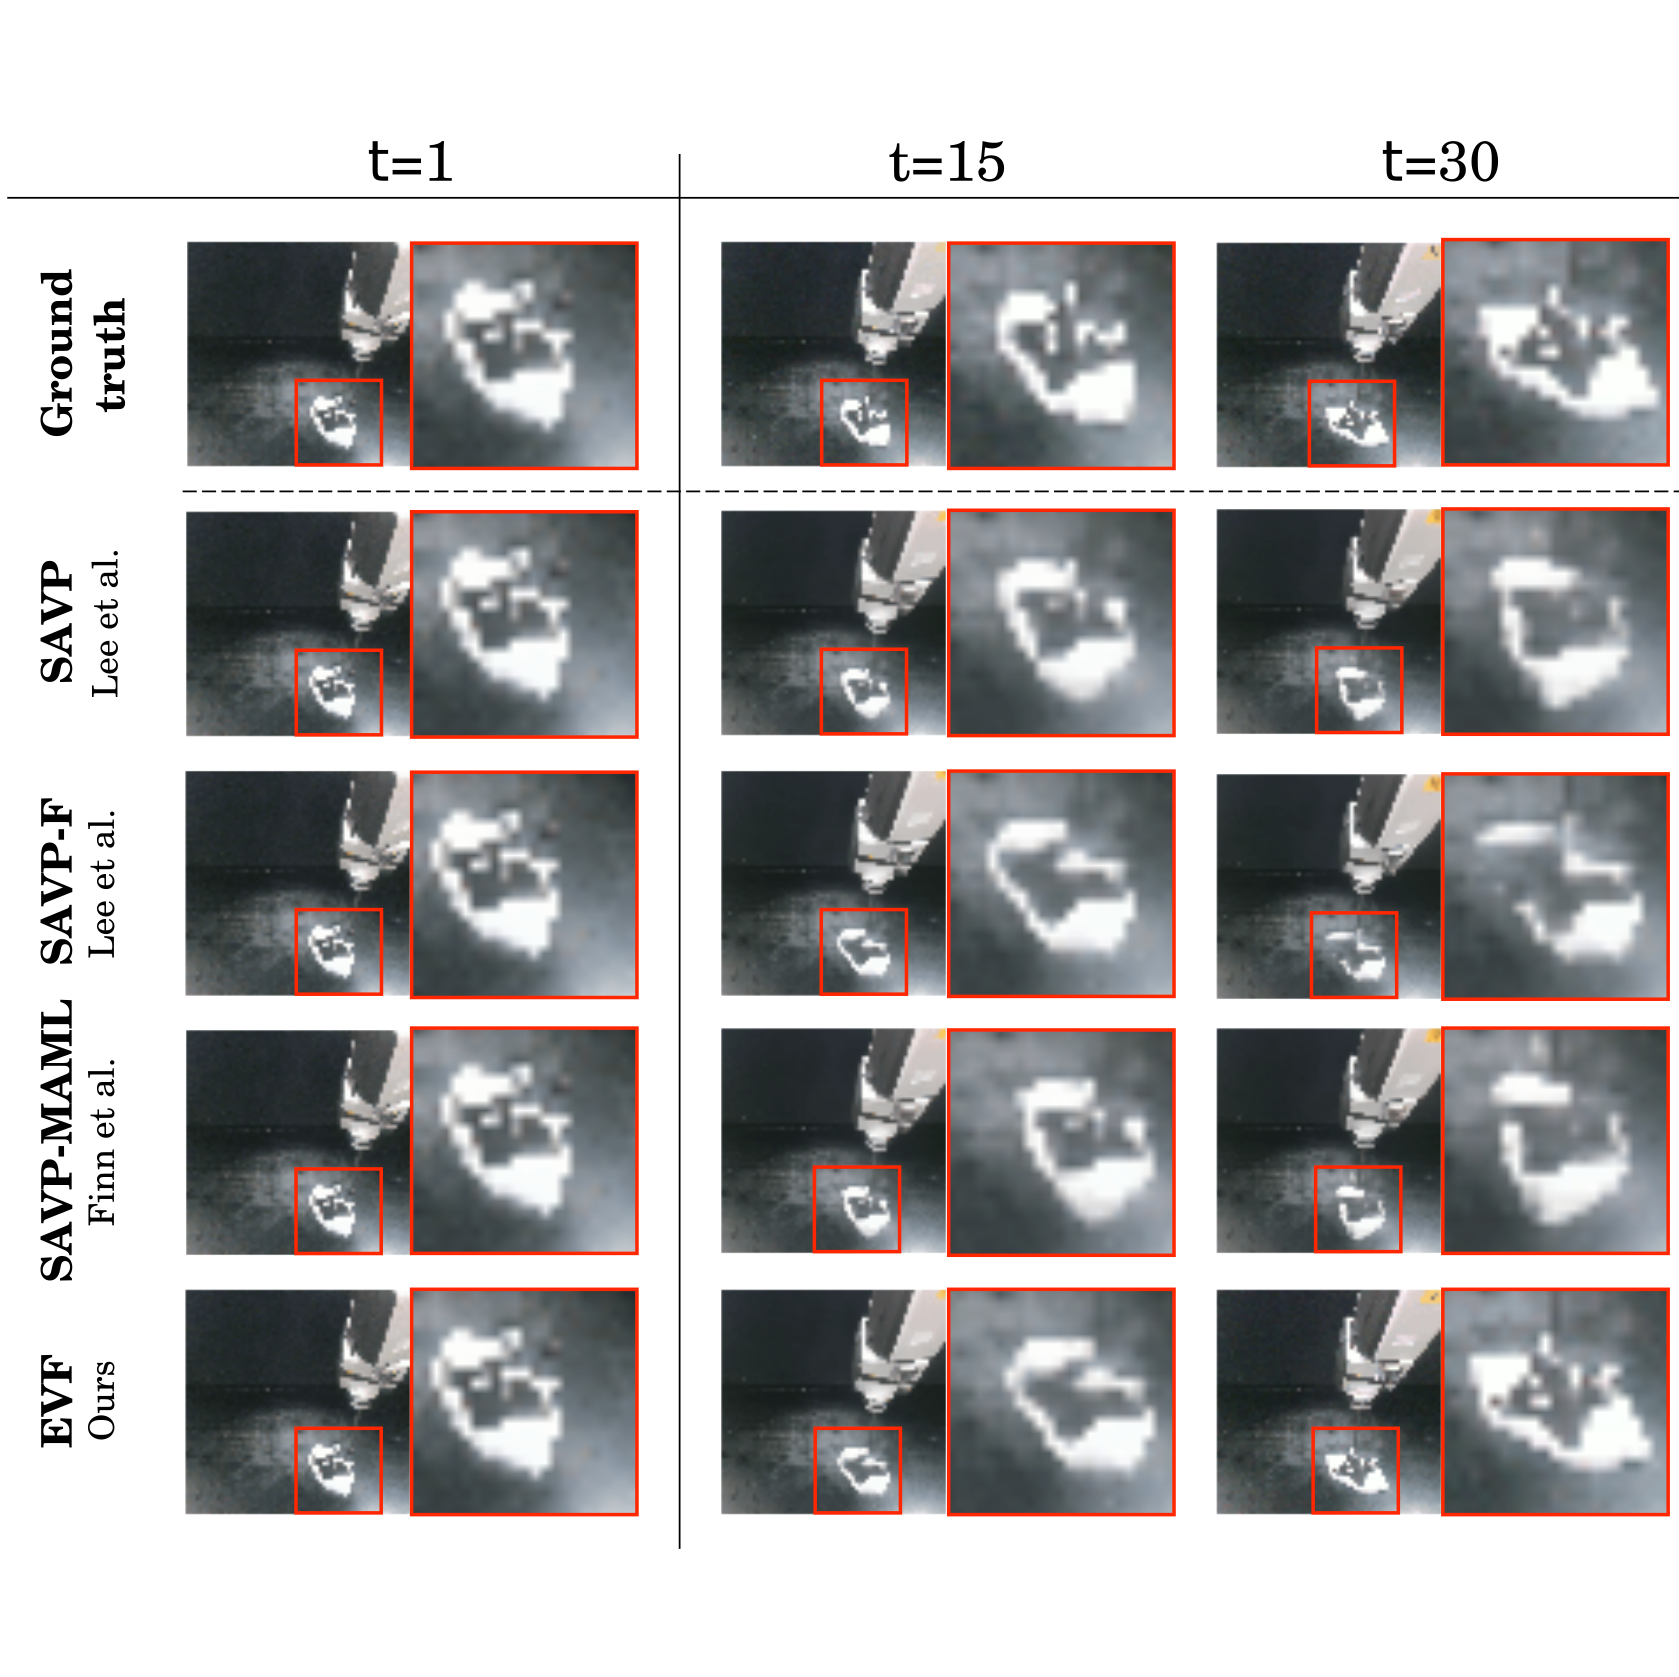 t=1
t=15
t=30
Ground
truth
SAVP
Lee et al.
SAVP-F
Lee et al.
SAVP-MAML
Finn et al.
EVF
Ours